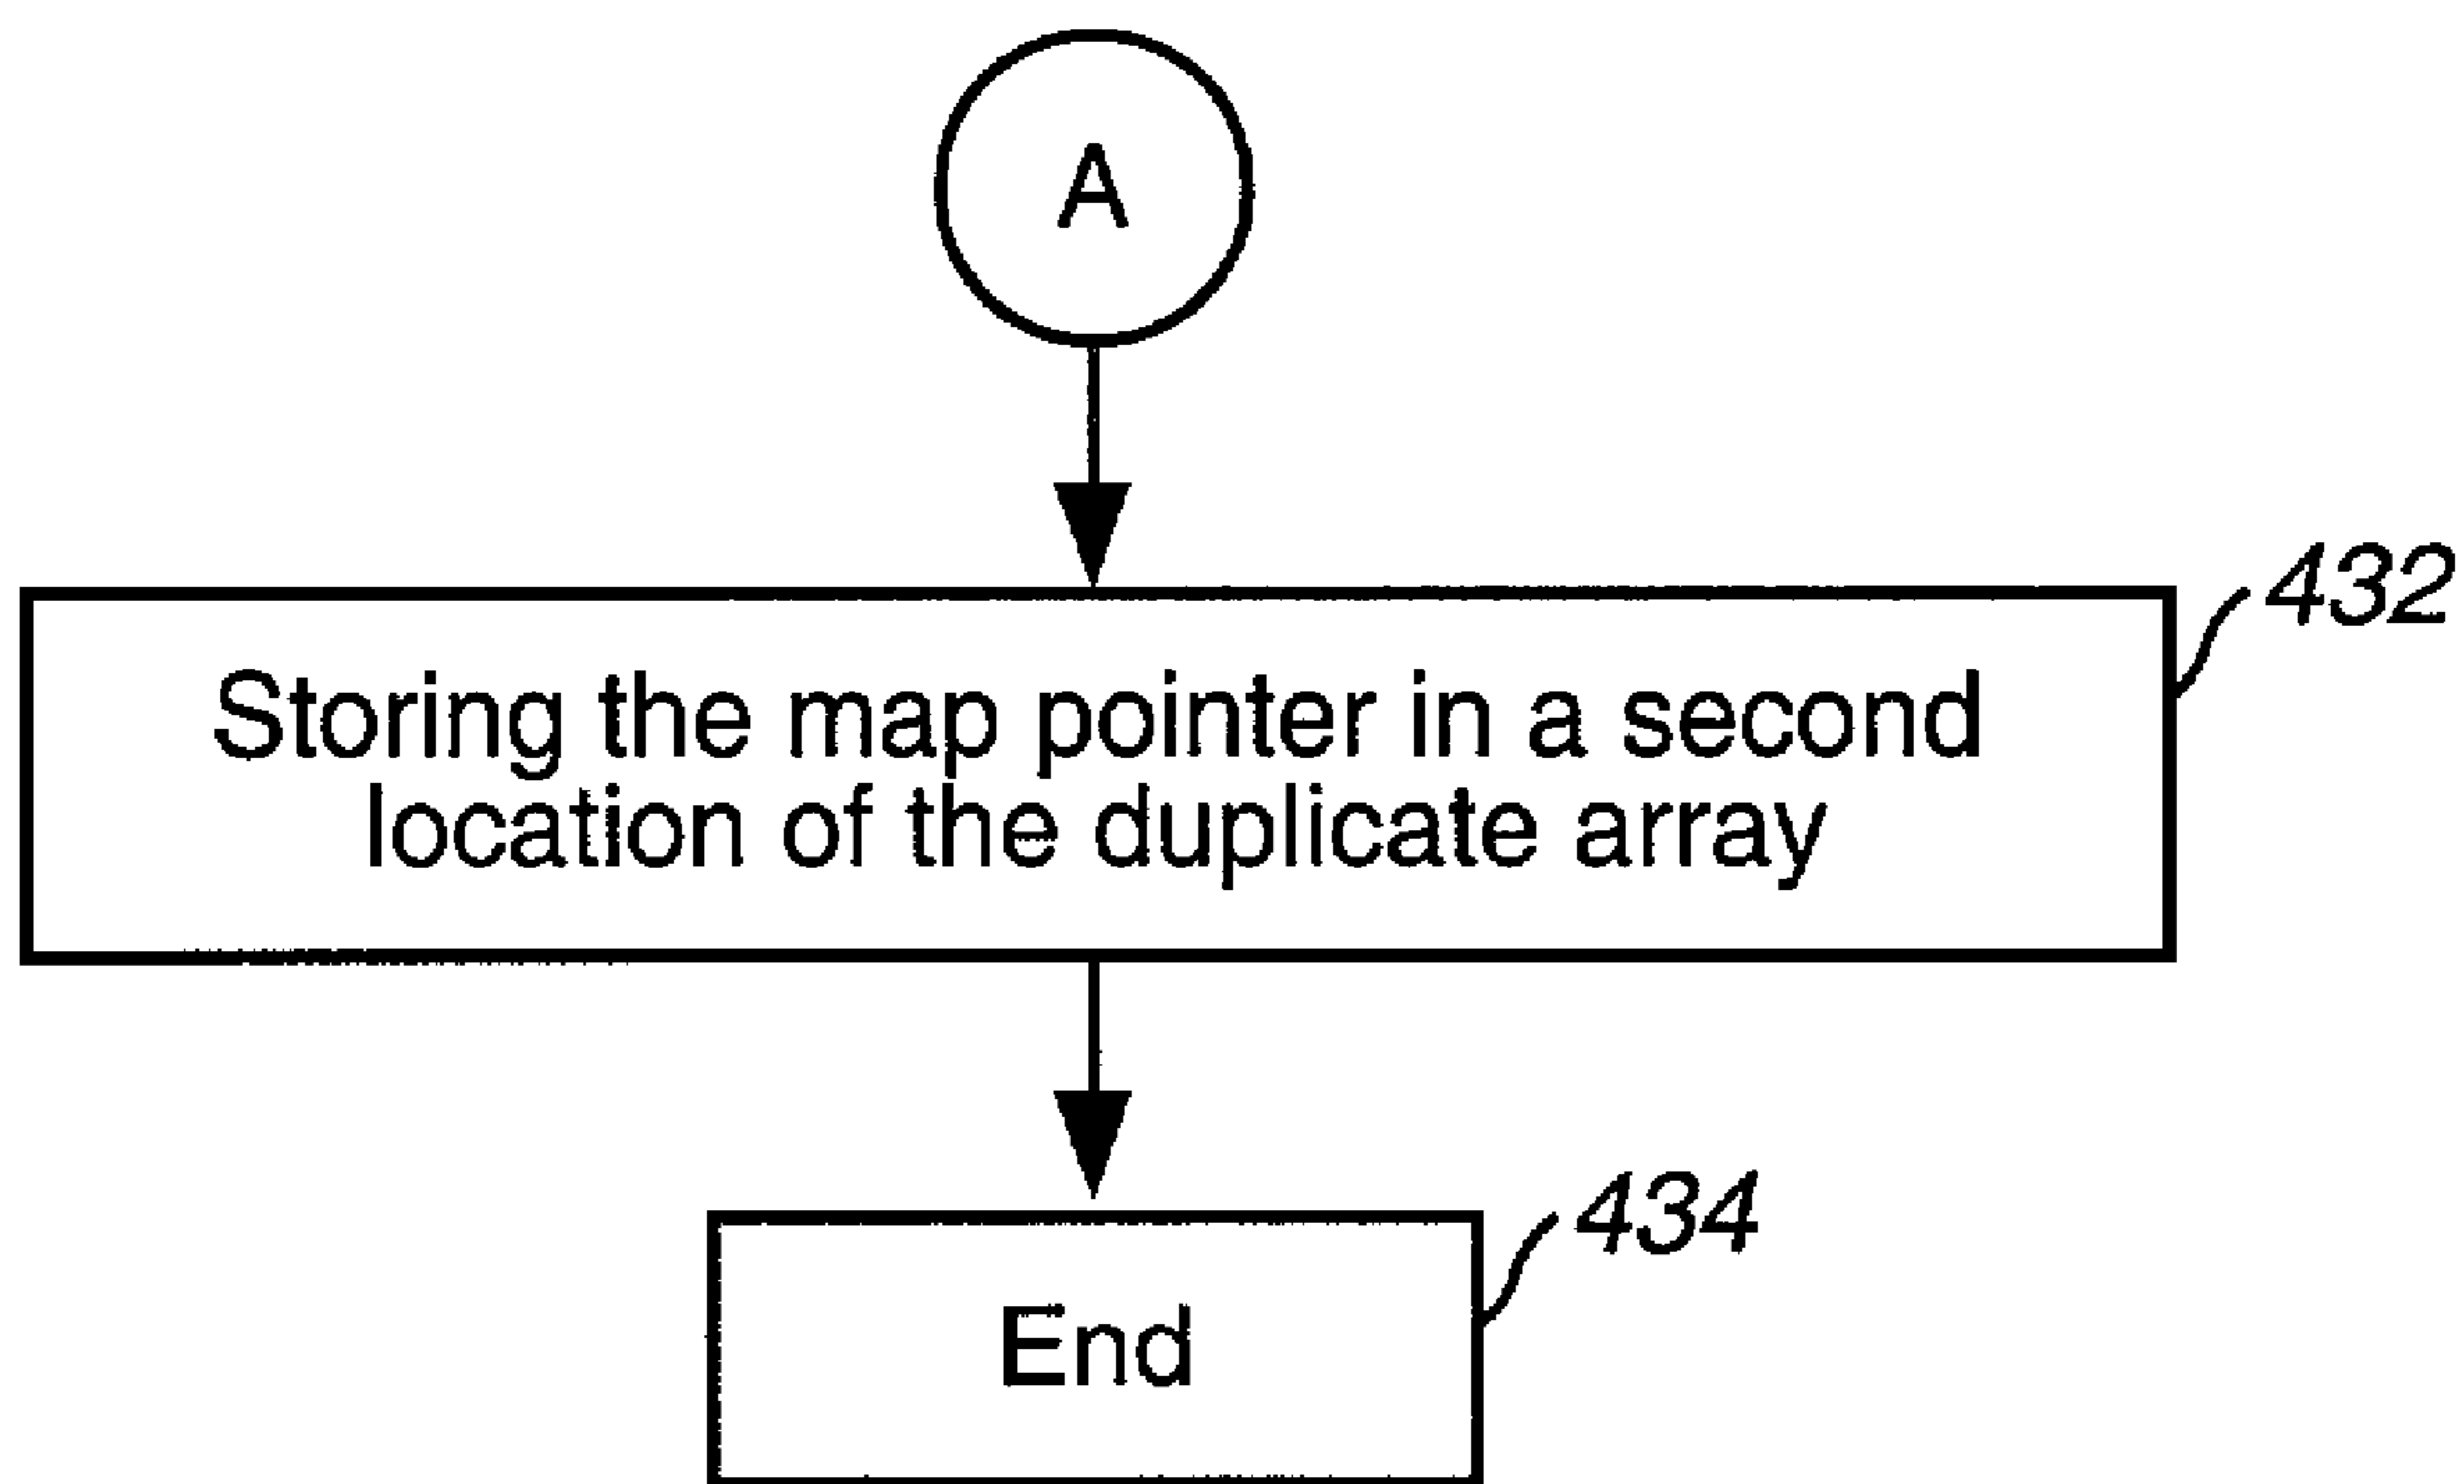 A
432
Storing the map pointer in a second
location of the duplicate array
434
End